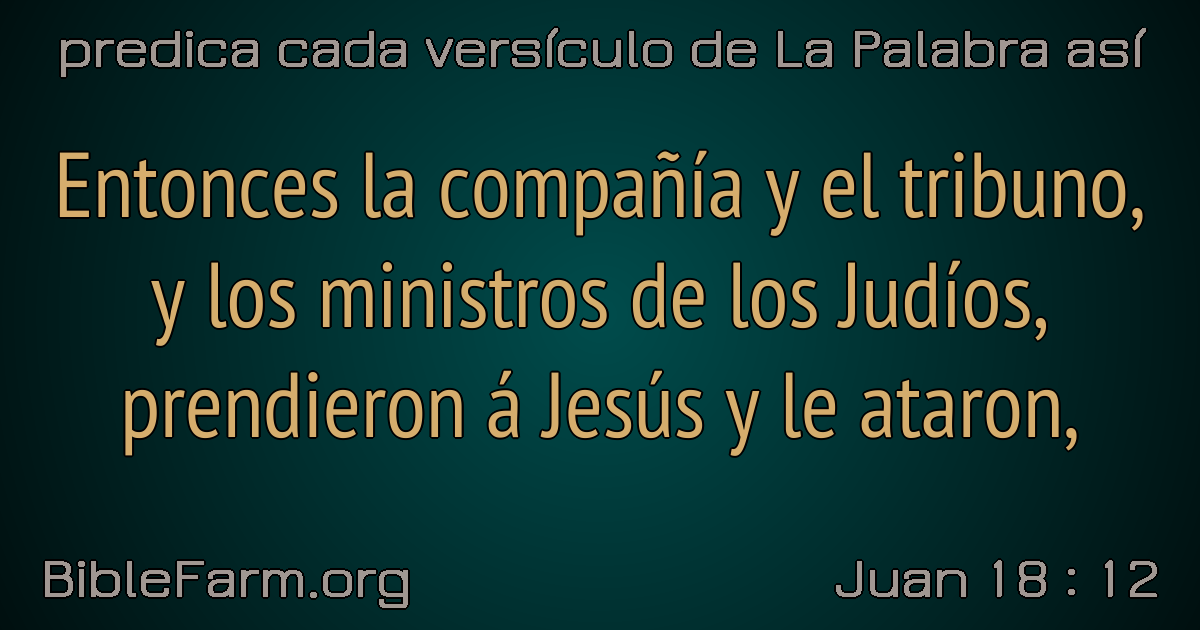 predica cada versículo de La Palabra así
Entonces la compañía y el tribuno,
y los ministros de los Judíos,
prendieron á Jesús y le ataron,
BibleFarm.org
Juan 18 : 12